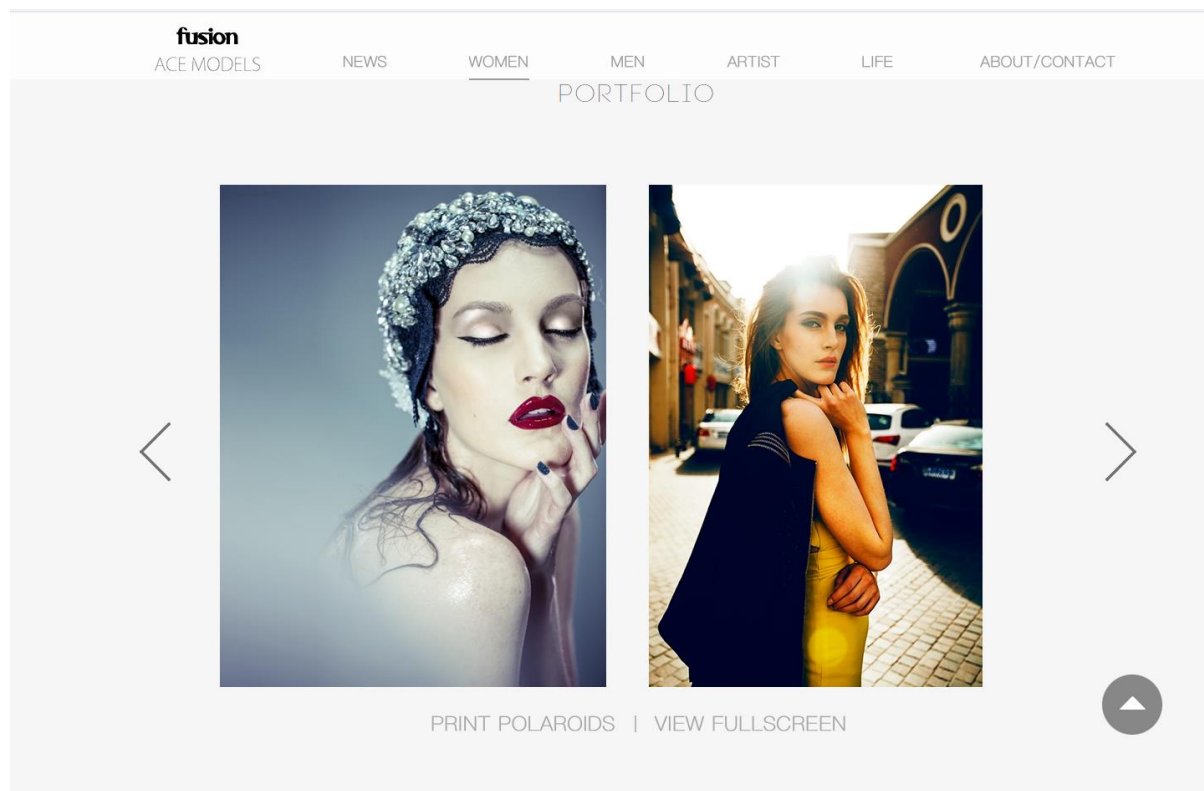 fusion
ACE MODELS
NEWS WOMEN MEN ARTIST LIFE ABOUT/CONTACT
PORTFOLIO
PRINT POLAROIDS | VIEW FULLSCREEN